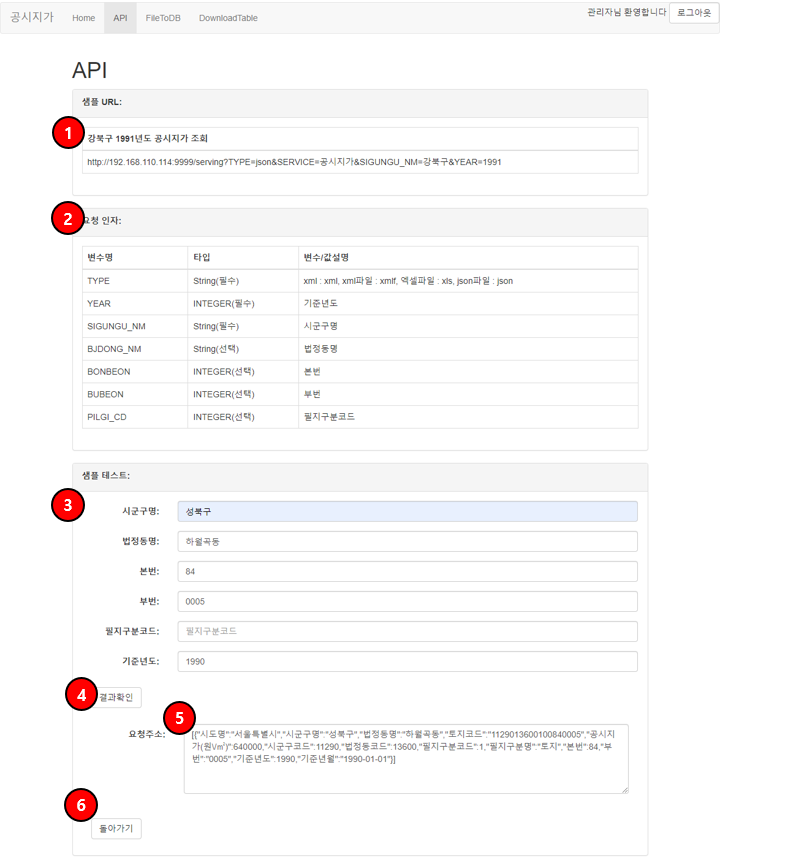 공시지가 Home API FileToDB DownloadTable 관리자님 환영합니다 로그아웃
API
샘플 URL:
1 강북구 1991년도 공시지가 조회
http://192.168.110.114:9999/serving?TYPE=json&SERVICE=공시지가&SIGUNGU_NM=강북구&YEAR=1991
2 요청 인자:
변수명 타입 변수/값설명
TYPE String(필수) xml : xml, xml파일 : xmlf, 엑셀파일 : xls, json파일 : json
YEAR INTEGER(필수) 기준년도
SIGUNGU_NM String(필수) 시군구명
BJDONG_NM String(선택) 법정동명
BONBEON INTEGER(선택) 본번
BUBEON INTEGER(선택) 부번
PILGI_CD INTEGER(선택) 필지구분코드
샘플 테스트:
3 시군구명: 성북구
법정동명: 하월곡동
본번: 84
부번: 0005
필지구분코드: 필지구분코드
기준년도: 1990
4 결과확인
5
요청주소: [{"시도명":"서울특별시","시군구명":"성북구","법정동명":"하월곡동","토지코드":"1129013600100840005","공시지
가(원\/㎡)":640000,"시군구코드":11290,"법정동코드":13600,"필지구분코드":1,"필지구분명":"토지","본번":84,"부
번":"0005","기준년도":1990,"기준년월":"1990-01-01"}]
6
돌아가기